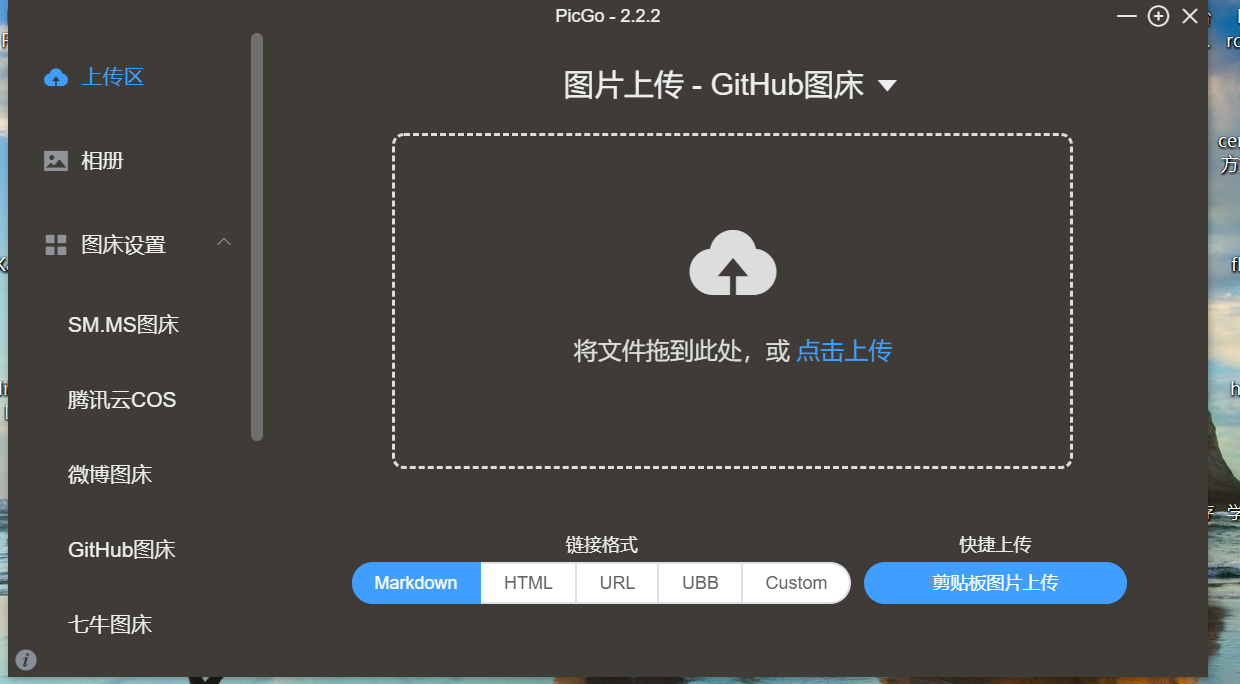 PicGo - 2.2.2
上传区
相册
图床设置
SM.MS图床
腾讯云COS
微博图床
GitHub图床
七牛图床
图片上传 - GitHub图床
将文件拖到此处，或 点击上传
链接格式
Markdown
HTML
URL
UBB
Custom
快捷上传
剪贴板图片上传